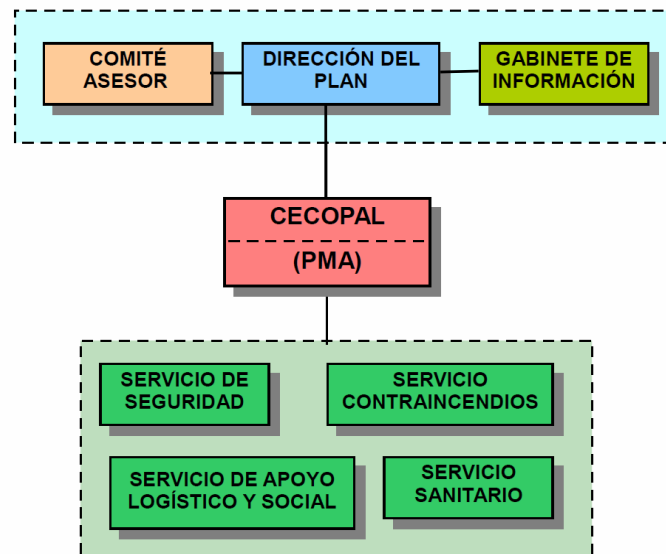 COMITÉ
ASESOR
DIRECCIÓN DEL
PLAN
GABINETE DE
INFORMACIÓN
CECOPAL
(PMA)
SERVICIO DE
SEGURIDAD
SERVICIO
CONTRAINCENDIOS
SERVICIO DE APOYO
LOGÍSTICO Y SOCIAL
SERVICIO
SANITARIO